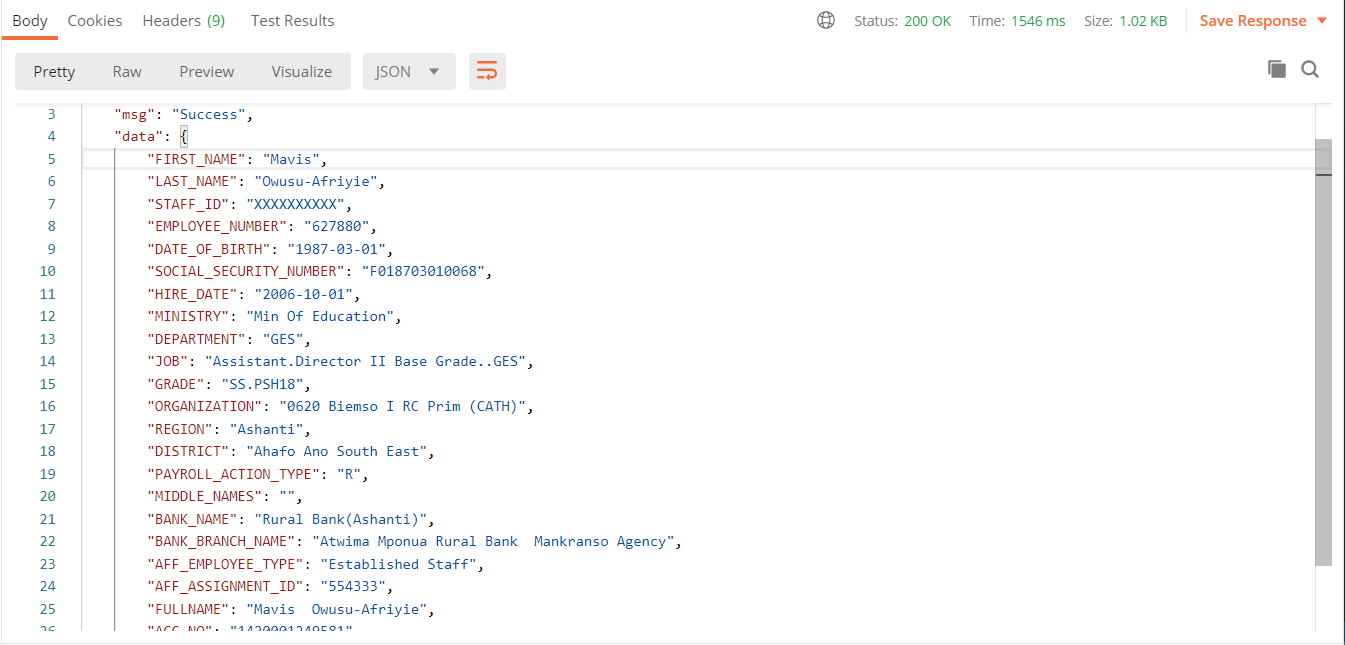 Body Cookies Headers (9) Test Results Status: 200 OK Time: 1546 ms Size: 1.02 KB Save Response
Pretty Raw Preview Visualize JSON
3 "msg": "Success",
4 "data": {
5 "FIRST_NAME": "Mavis",
6 "LAST_NAME": "Owusu-Afriyie",
7 "STAFF_ID": "XXXXXXXXXX",
8 "EMPLOYEE_NUMBER": "627880",
9 "DATE_OF_BIRTH": "1987-03-01",
10 "SOCIAL_SECURITY_NUMBER": "F018703010068",
11 "HIRE_DATE": "2006-10-01",
12 "MINISTRY": "Min Of Education",
13 "DEPARTMENT": "GES",
14 "JOB": "Assistant.Director II Base Grade..GES",
15 "GRADE": "SS.PSH18",
16 "ORGANIZATION": "0620 Biemso I RC Prim (CATH)",
17 "REGION": "Ashanti",
18 "DISTRICT": "Ahafo Ano South East",
19 "PAYROLL_ACTION_TYPE": "R",
20 "MIDDLE_NAMES": "",
21 "BANK_NAME": "Rural Bank(Ashanti)",
22 "BANK_BRANCH_NAME": "Atwima Mponua Rural Bank  Mankranso Agency",
23 "AFF_EMPLOYEE_TYPE": "Established Staff",
24 "AFF_ASSIGNMENT_ID": "554333",
25 "FULLNAME": "Mavis  Owusu-Afriyie",
26